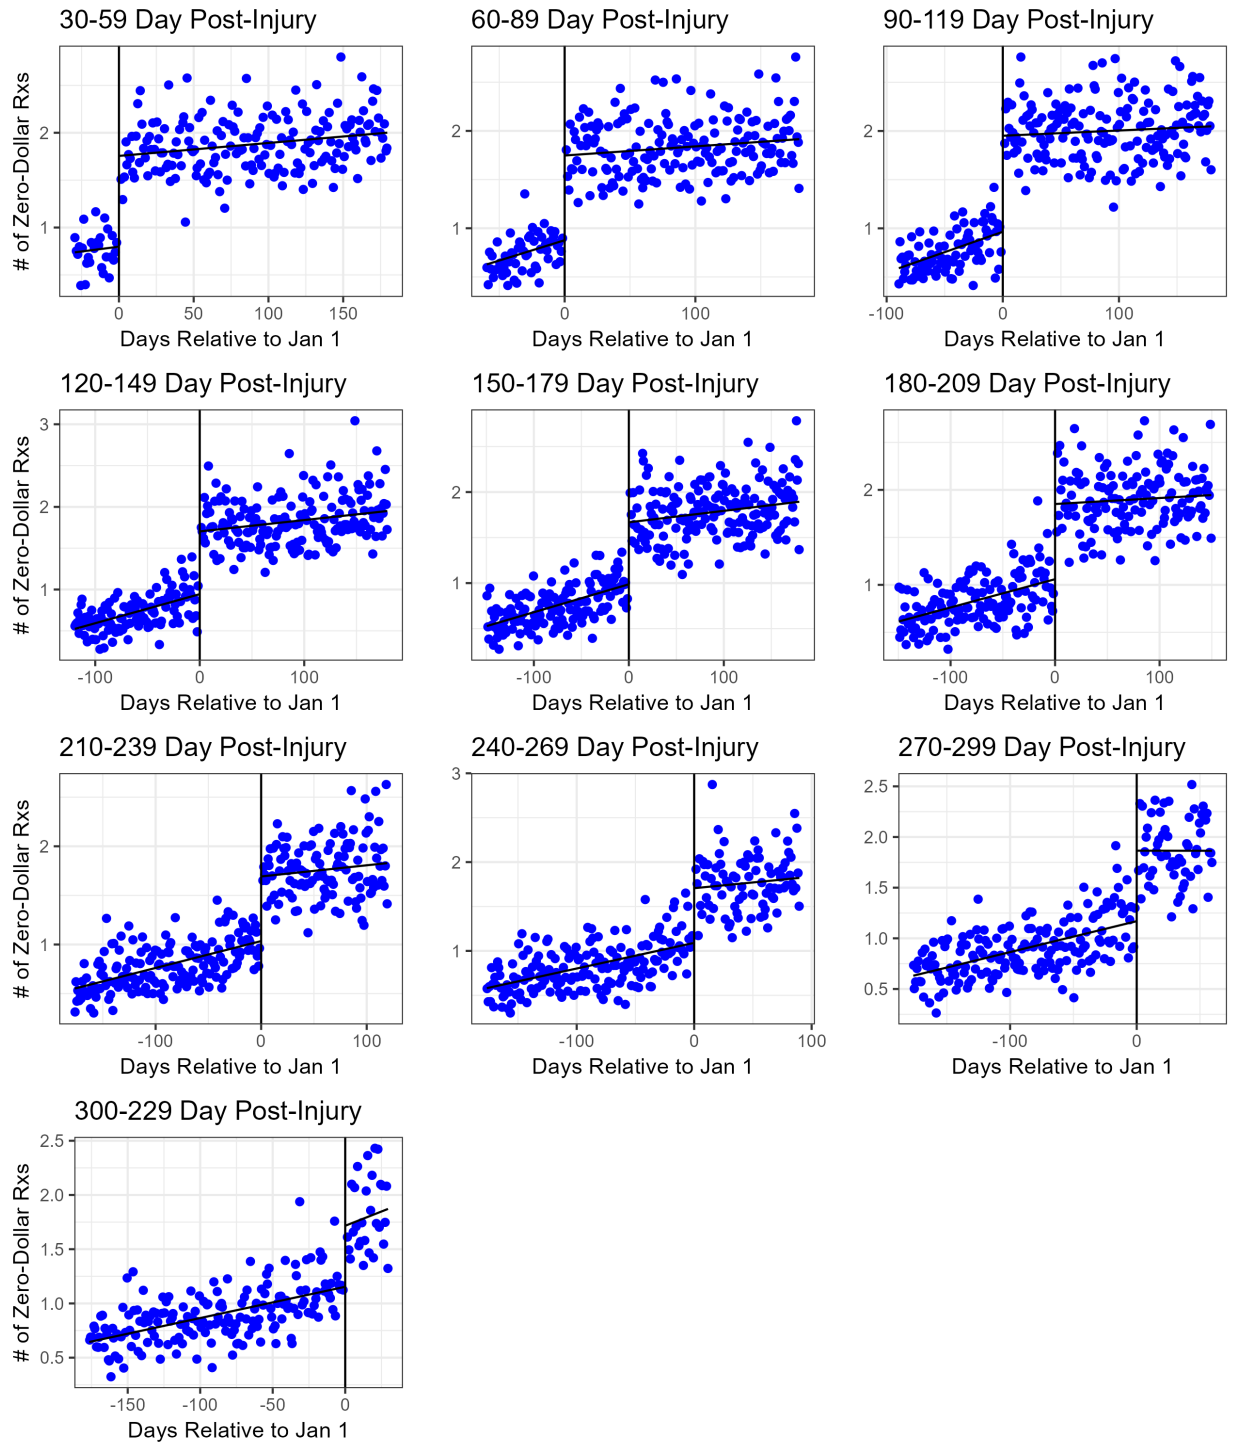 30-59 Day Post-Injury
# of Zero-Dollar Rxs
2
1
0 50 100 150
Days Relative to Jan 1
60-89 Day Post-Injury
2
1
0 100
Days Relative to Jan 1
90-119 Day Post-Injury
2
1
-100 0 100
Days Relative to Jan 1
120-149 Day Post-Injury
# of Zero-Dollar Rxs
3
2
1
-100 0 100
Days Relative to Jan 1
150-179 Day Post-Injury
2
1
-100 0 100
Days Relative to Jan 1
180-209 Day Post-Injury
2
1
-100 0 100
Days Relative to Jan 1
210-239 Day Post-Injury
# of Zero-Dollar Rxs
2
1
-100 0 100
Days Relative to Jan 1
240-269 Day Post-Injury
3
2
1
-100 0 100
Days Relative to Jan 1
270-299 Day Post-Injury
2.5
2.0
1.5
1.0
0.5
-100 0
Days Relative to Jan 1
300-229 Day Post-Injury
# of Zero-Dollar Rxs
2.5
2.0
1.5
1.0
0.5
-150 -100 -50 0
Days Relative to Jan 1